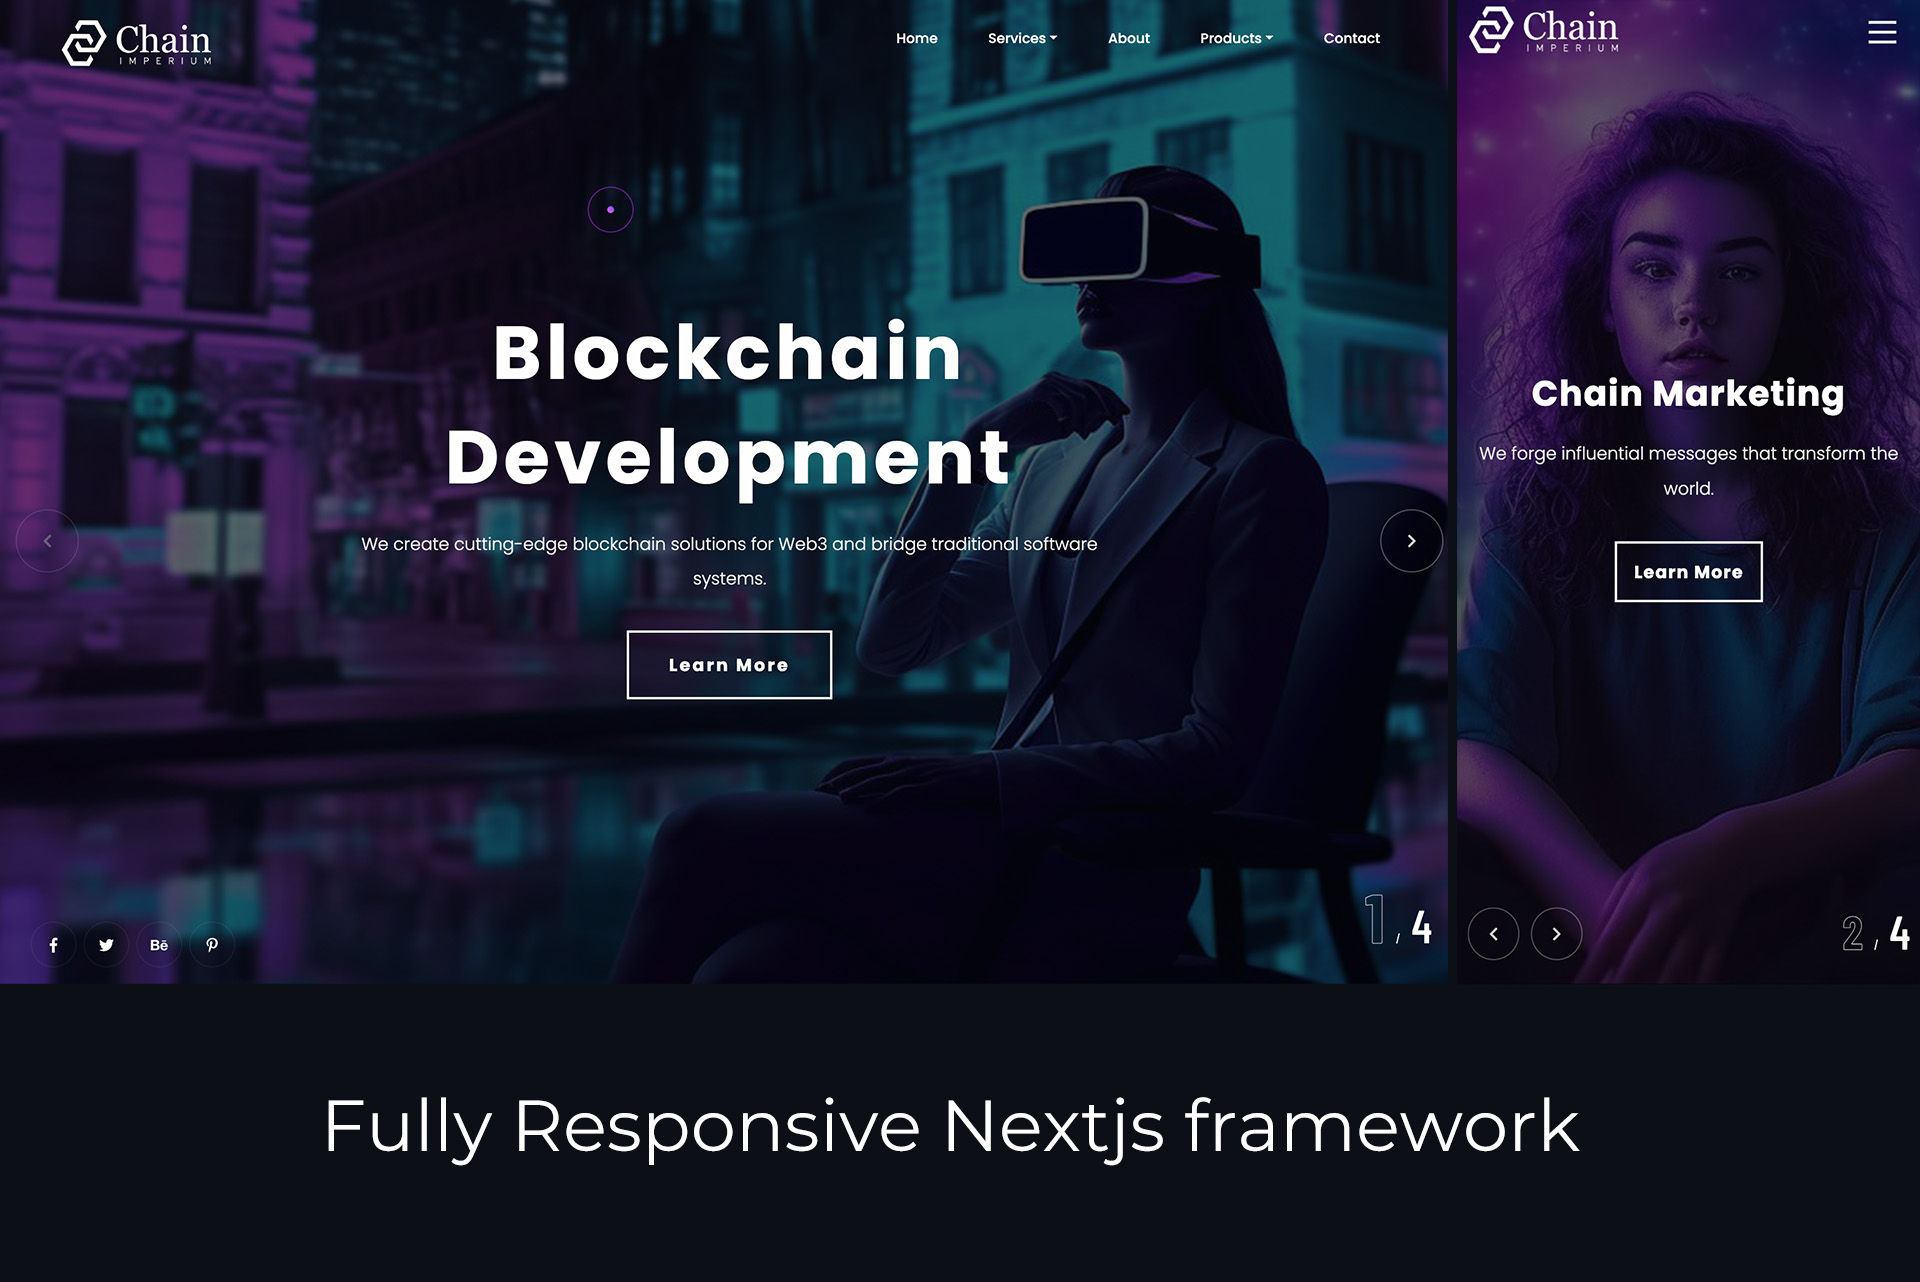 Chain
IMPERIUM
Home Services About Products Contact
Blockchain
Development
We create cutting-edge blockchain solutions for Web3 and bridge traditional software
systems.
Learn More
Bē
1 / 4
Chain
IMPERIUM
Chain Marketing
We forge influential messages that transform the
world.
Learn More
2 / 4
Fully Responsive Nextjs framework